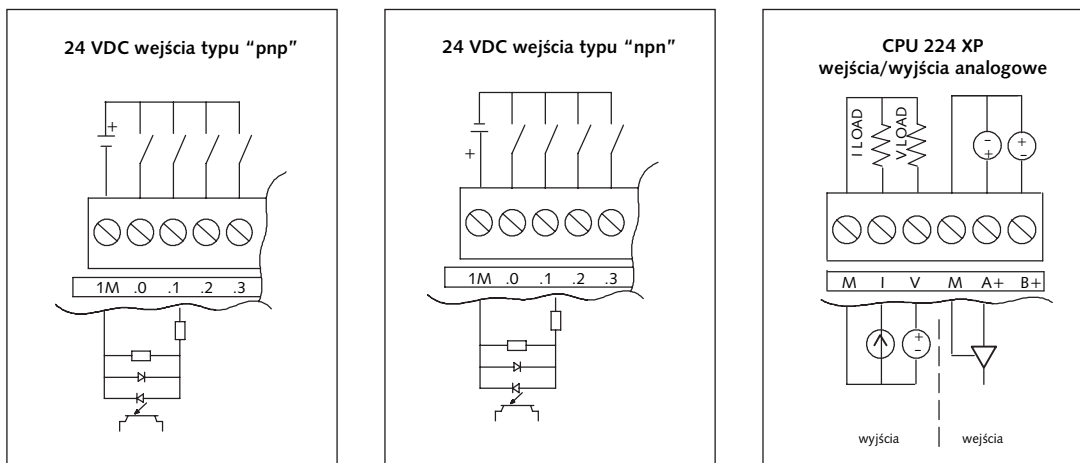 24 VDC wejścia typu “pnp”
+
1M .0 .1 .2 .3
24 VDC wejścia typu “npn”
+
1M .0 .1 .2 .3
CPU 224 XP
wejścia/wyjścia analogowe
I LOAD
V LOAD
- +
+ -
M I V M A+ B+
+ -
wyjścia wejścia